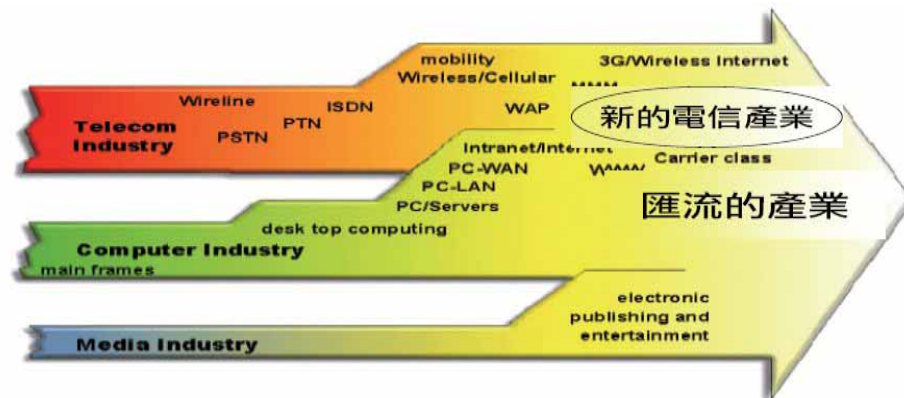 mobility
Wireless/Cellular
3G/Wireless Internet
Wireline
ISDN
PTN
PSTN
WAP
Telecom
Industry
新的電信產業
Intranet/Internet
Carrier class
PC-WAN
PC-LAN
PC/Servers
匯流的產業
desk top computing
Computer Industry
main frames
electronic
publishing and
entertainment
Media Industry